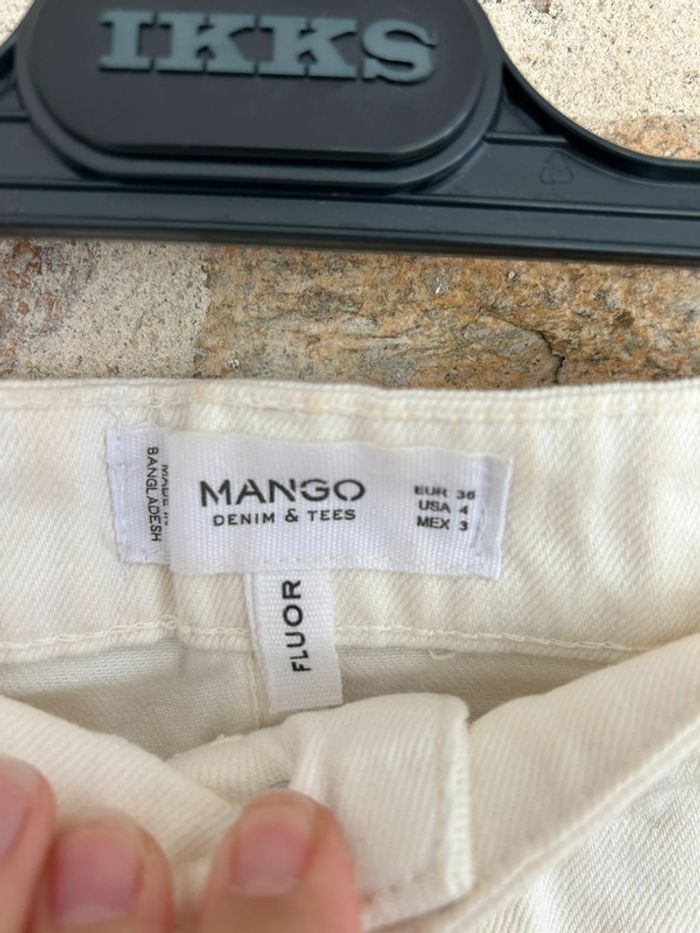 IKKS
MADE IN
BANGLADESH
MANGO
DENIM & TEES
EUR 36
USA 4
MEX 3
FLUOR